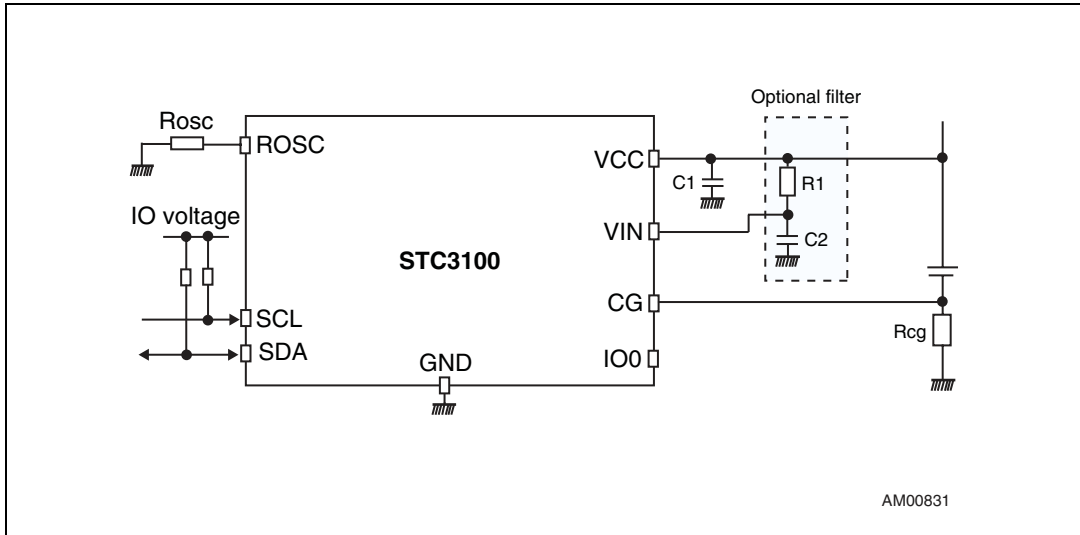 Optional filter
Rosc
ROSC
VCC
C1
R1
IO voltage
VIN
C2
STC3100
SCL
CG
SDA
GND
IO0
Rcg
AM00831